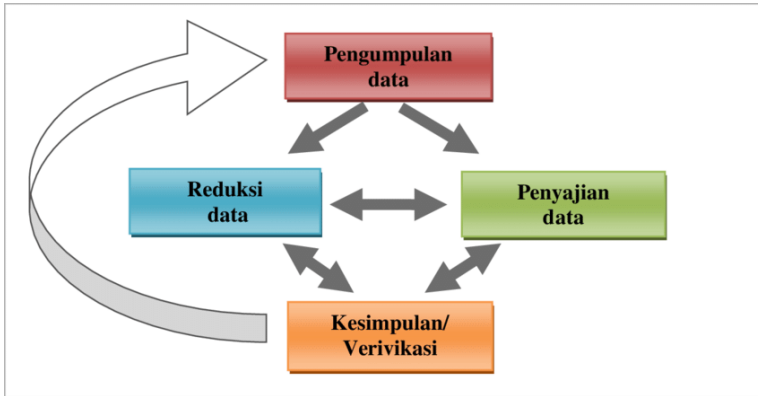 Pengumpulan
data
Reduksi
data
Penyajian
data
Kesimpulan/
Verivikasi